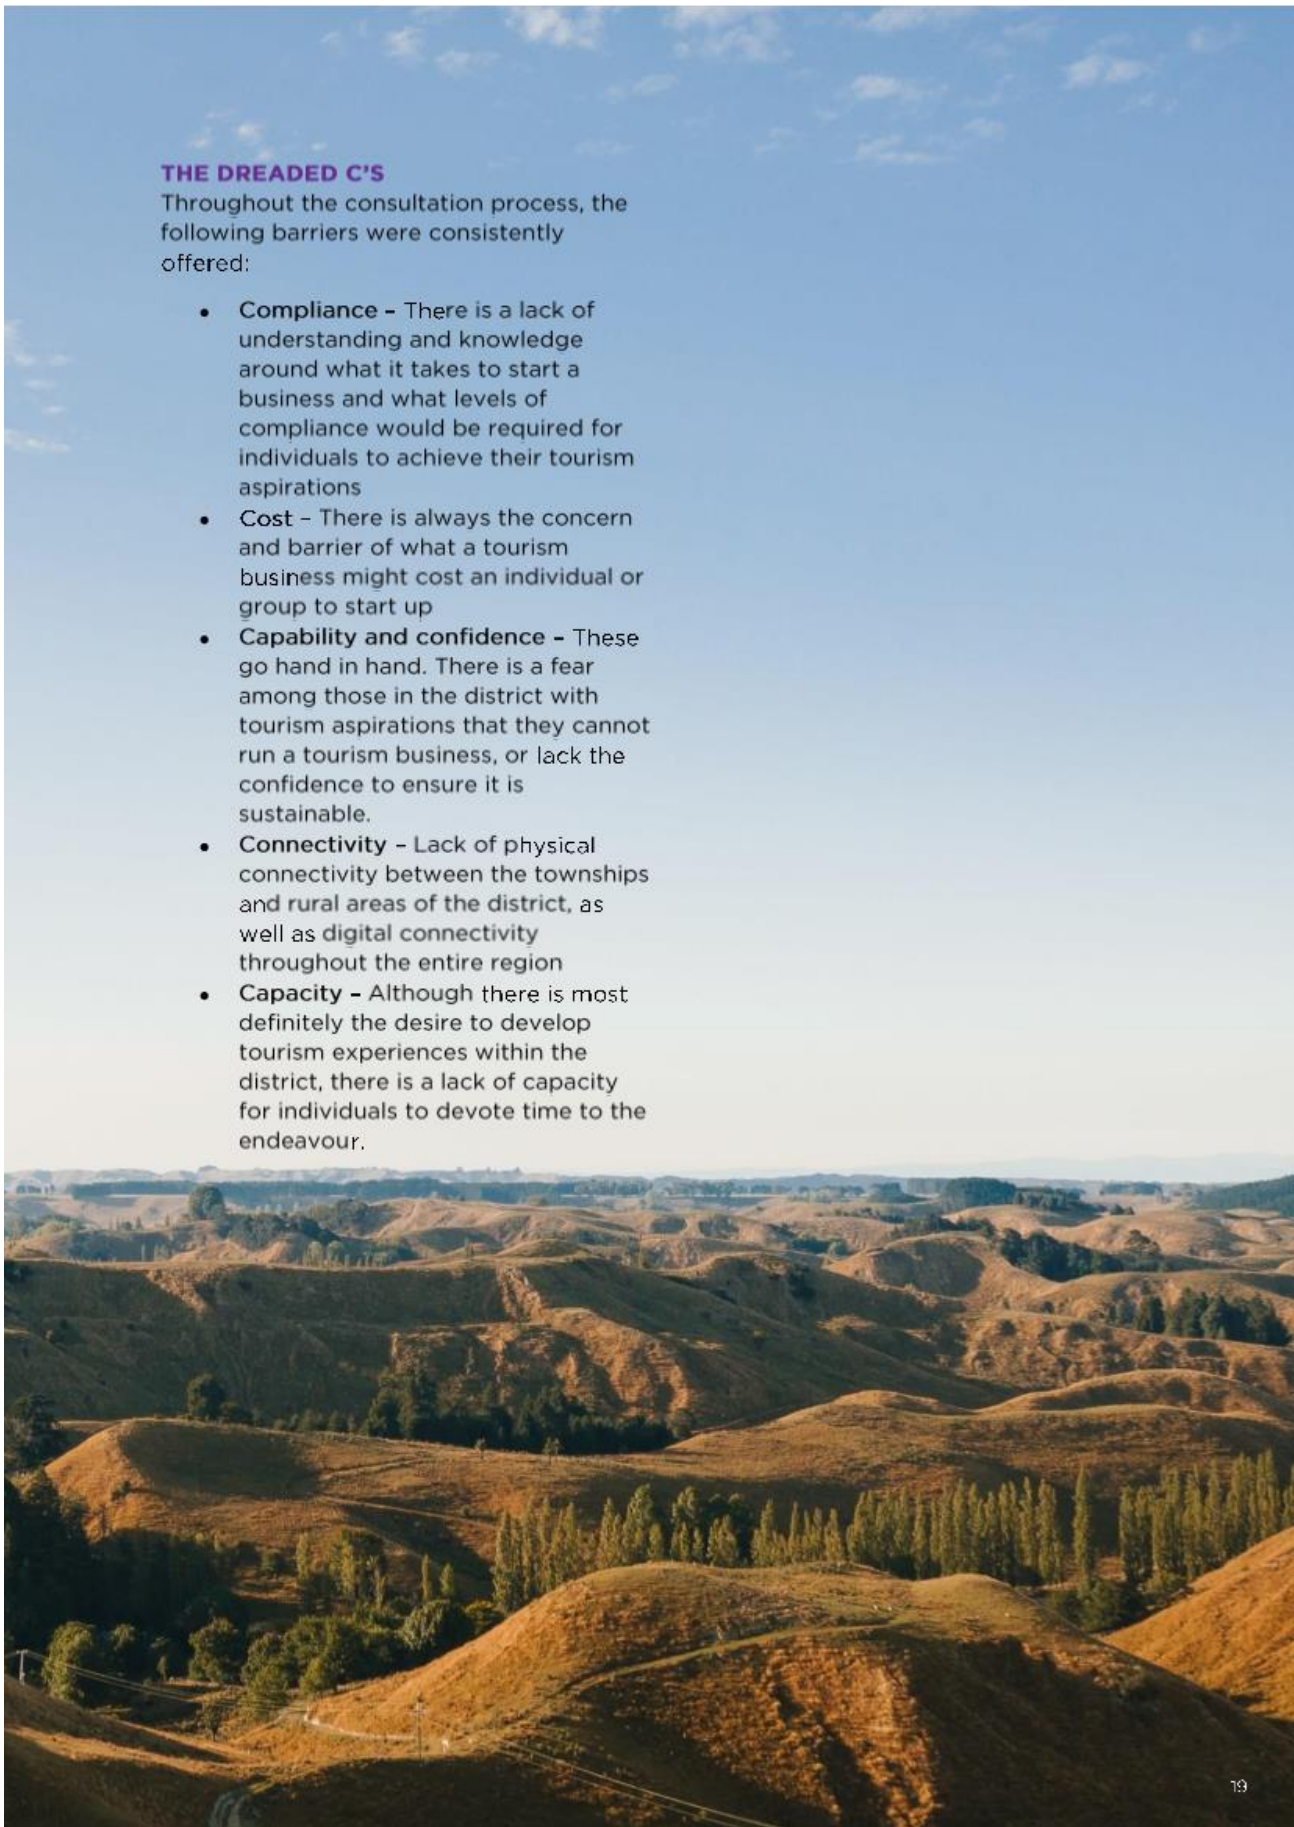 THE DREADED C'S
Throughout the consultation process, the
following barriers were consistently
offered:
• Compliance – There is a lack of
understanding and knowledge
around what it takes to start a
business and what levels of
compliance would be required for
individuals to achieve their tourism
aspirations
• Cost – There is always the concern
and barrier of what a tourism
business might cost an individual or
group to start up
• Capability and confidence – These
go hand in hand. There is a fear
among those in the district with
tourism aspirations that they cannot
run a tourism business, or lack the
confidence to ensure it is
sustainable.
• Connectivity – Lack of physical
connectivity between the townships
and rural areas of the district, as
well as digital connectivity
throughout the entire region
• Capacity – Although there is most
definitely the desire to develop
tourism experiences within the
district, there is a lack of capacity
for individuals to devote time to the
endeavour.
19